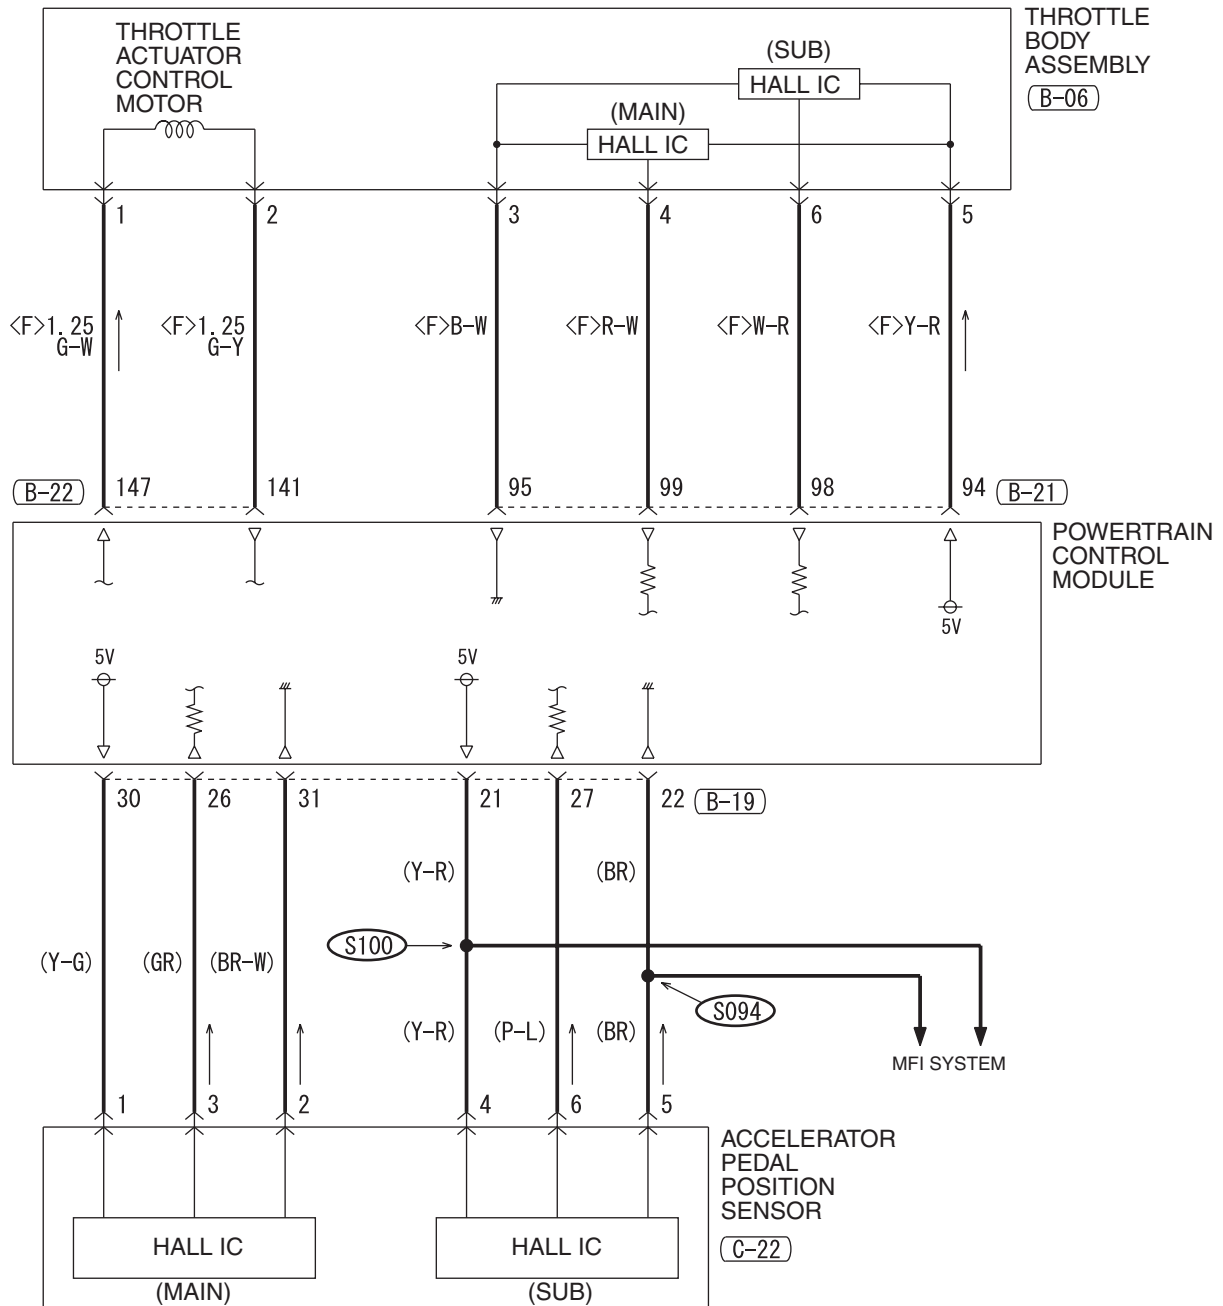 THROTTLE
ACTUATOR
CONTROL
MOTOR
(SUB)
HALL IC
(MAIN)
HALL IC
THROTTLE
BODY
ASSEMBLY
B-06
1
2
3
4
6
5
<F>1.25
G-W
<F>1.25
G-Y
<F>B-W
<F>R-W
<F>W-R
<F>Y-R
B-22
147
141
95
99
98
94
B-21
POWERTRAIN
CONTROL
MODULE
5V
5V
5V
30
26
31
21
27
22
B-19
(Y-R)
(BR)
S100
(Y-G)
(GR)
(BR-W)
S094
(Y-R)
(P-L)
(BR)
MFI SYSTEM
1
3
2
4
6
5
ACCELERATOR
PEDAL
POSITION
SENSOR
C-22
HALL IC
(MAIN)
HALL IC
(SUB)